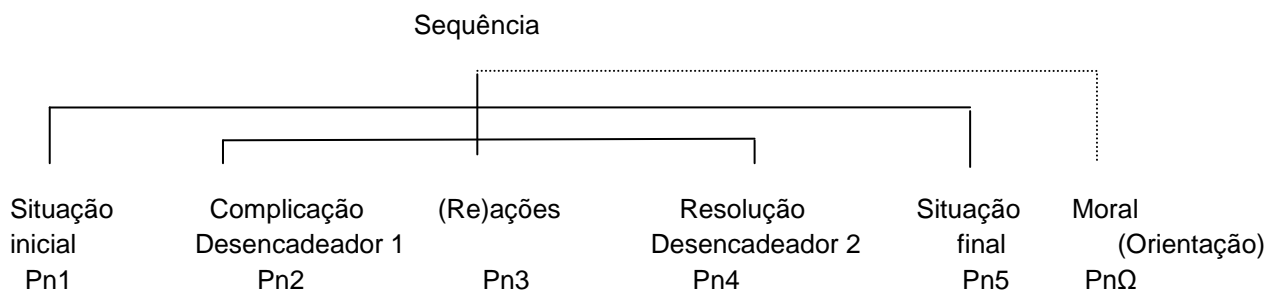 Sequência
Situação Complicação (Re)ações Resolução Situação Moral
inicial Desencadeador 1 Desencadeador 2 final (Orientação)
Pn1 Pn2 Pn3 Pn4 Pn5 PnΩ